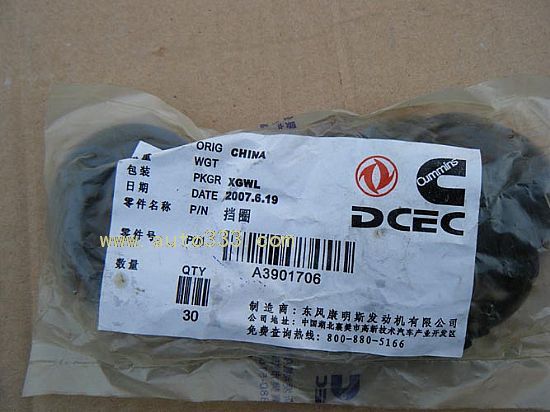 ORIG CHINA
WGT
包装 PKGR XGWL
日期 DATE 2007.6.19
零件名称 P/N 挡圈
零件号
www.auto333.com
A3901706
数量 QTY
30
Cummins
DCEC
制造商:东风康明斯发动机有限公司
公司地址:中国湖北襄樊市高新技术汽车产业开发区
免费查询热线:800-880-5166